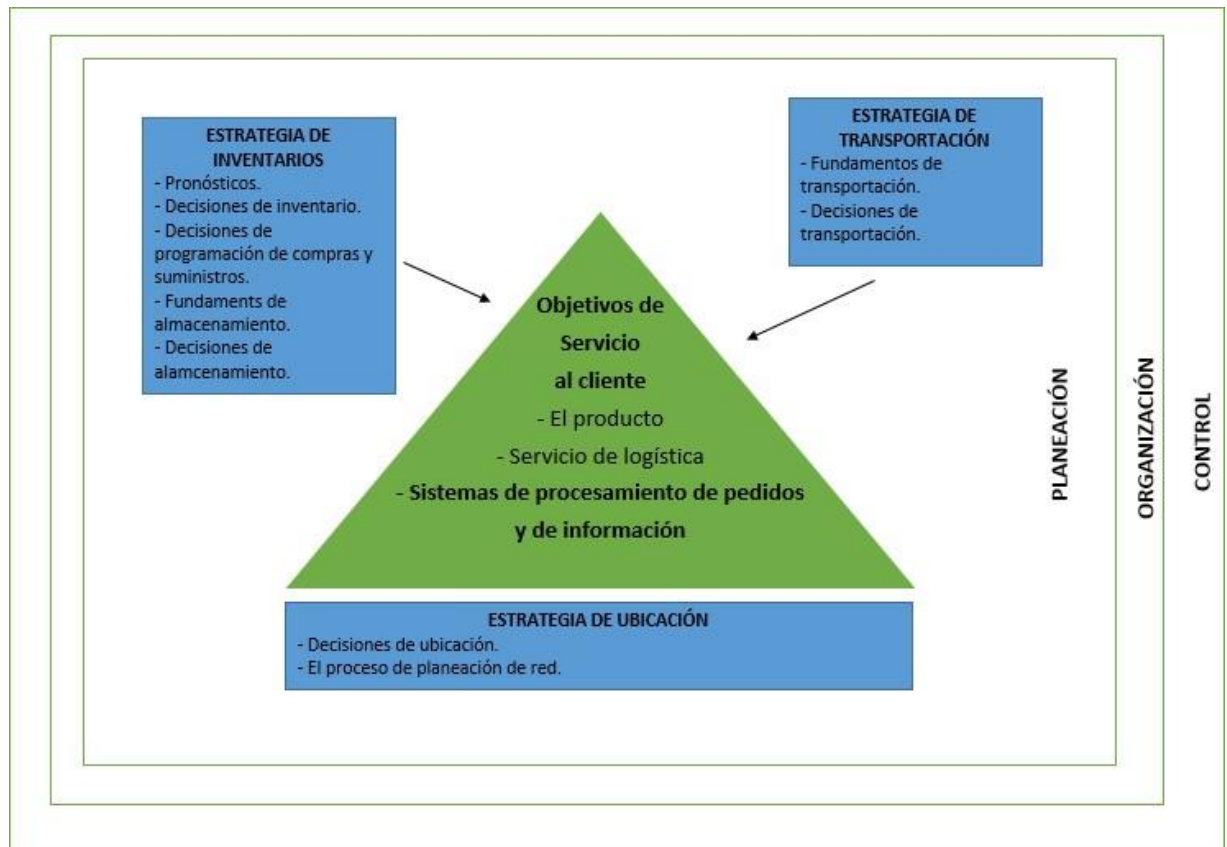 ESTRATEGIA DE
INVENTARIOS
- Pronósticos.
- Decisiones de inventario.
- Decisiones de
programación de compras y
suministros.
- Fundaments de
almacenamiento.
- Decisiones de
alamcenamiento.
ESTRATEGIA DE
TRANSPORTACIÓN
- Fundamentos de
transportación.
- Decisiones de
transportación.
Objetivos de
Servicio
al cliente
- El producto
- Servicio de logística
- Sistemas de procesamiento de pedidos
y de información
ESTRATEGIA DE UBICACIÓN
- Decisiones de ubicación.
- El proceso de planeación de red.
PLANEACIÓN
ORGANIZACIÓN
CONTROL